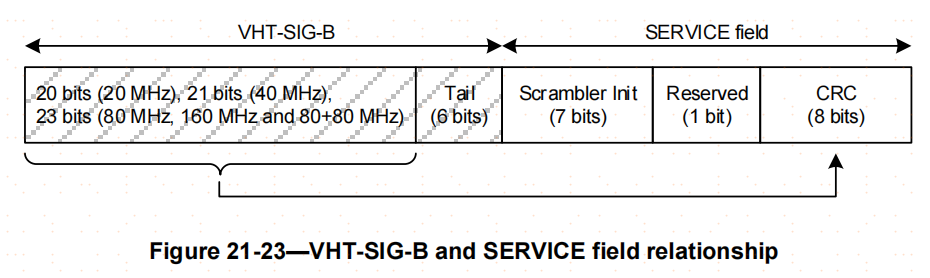 VHT-SIG-B SERVICE field
20 bits (20 MHz), 21 bits (40 MHz),
23 bits (80 MHz, 160 MHz and 80+80 MHz)
Tail
(6 bits)
Scrambler Init
(7 bits)
Reserved
(1 bit)
CRC
(8 bits)
Figure 21-23—VHT-SIG-B and SERVICE field relationship